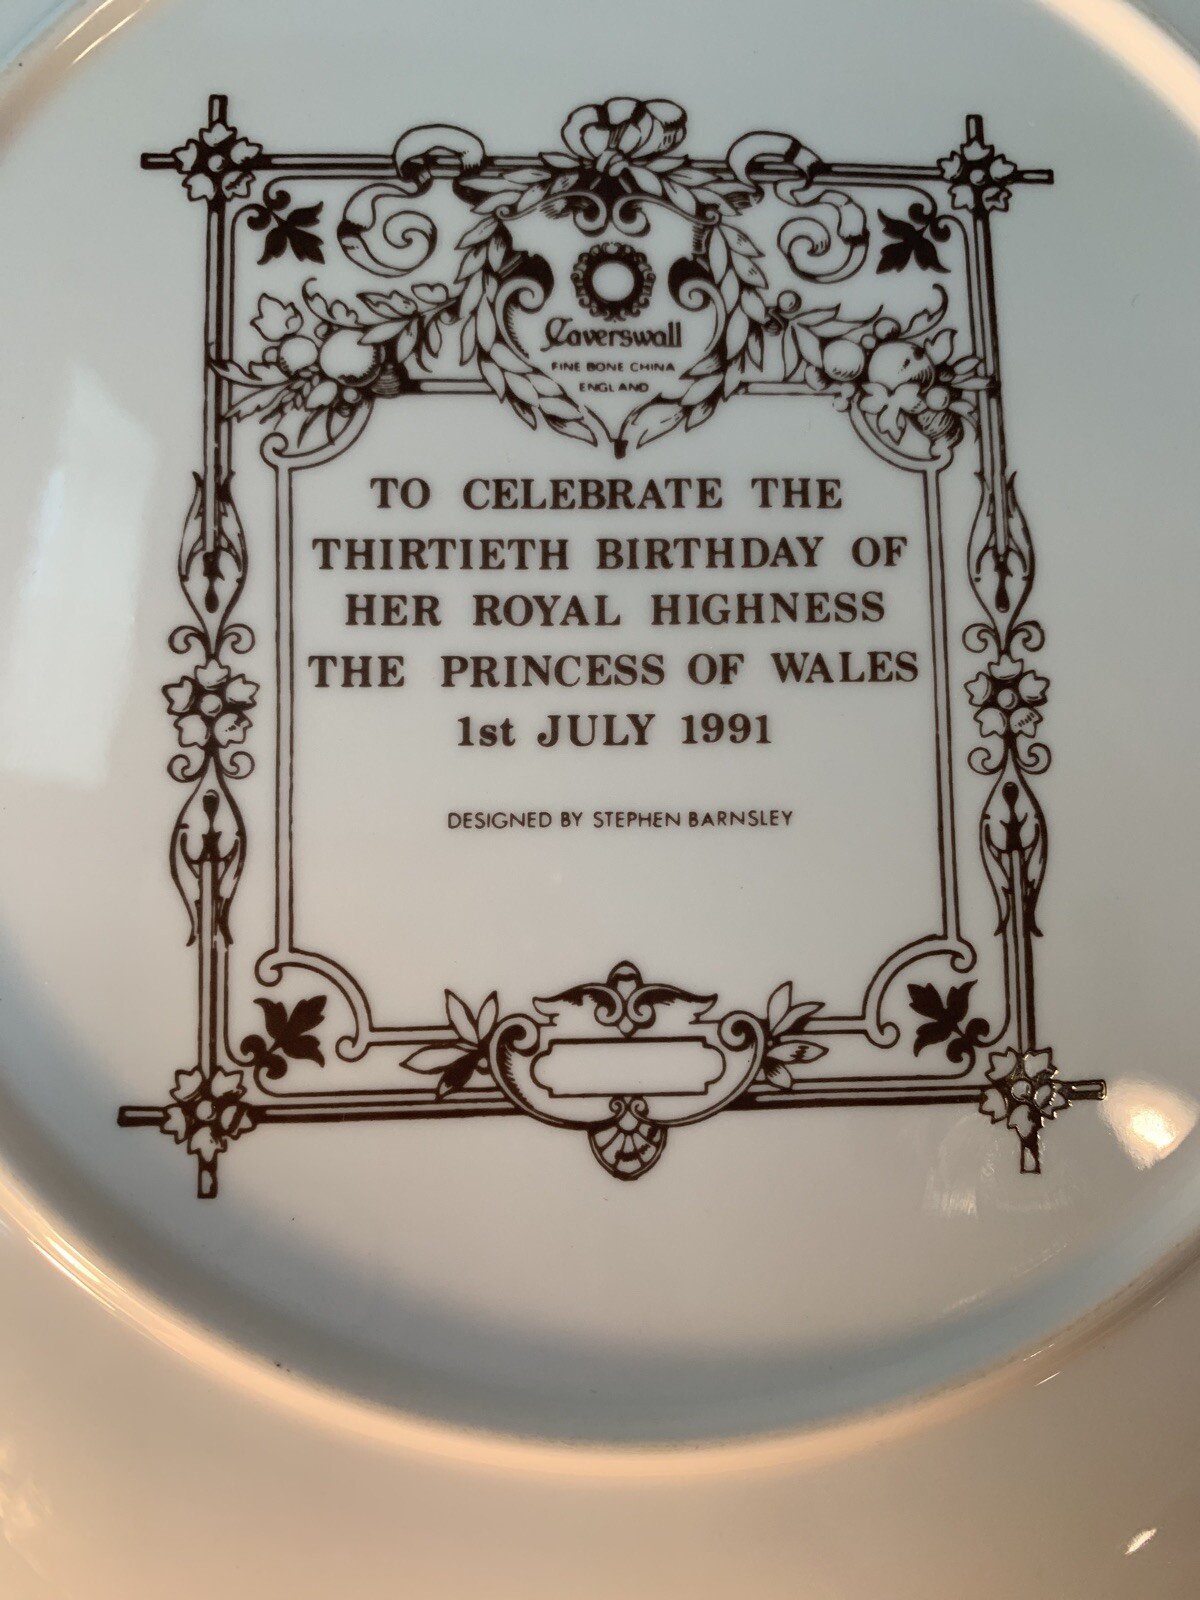 Caverswall
FINE BONE CHINA
ENGLAND
TO CELEBRATE THE
THIRTIETH BIRTHDAY OF
HER ROYAL HIGHNESS
THE PRINCESS OF WALES
1st JULY 1991
DESIGNED BY STEPHEN BARNSLEY